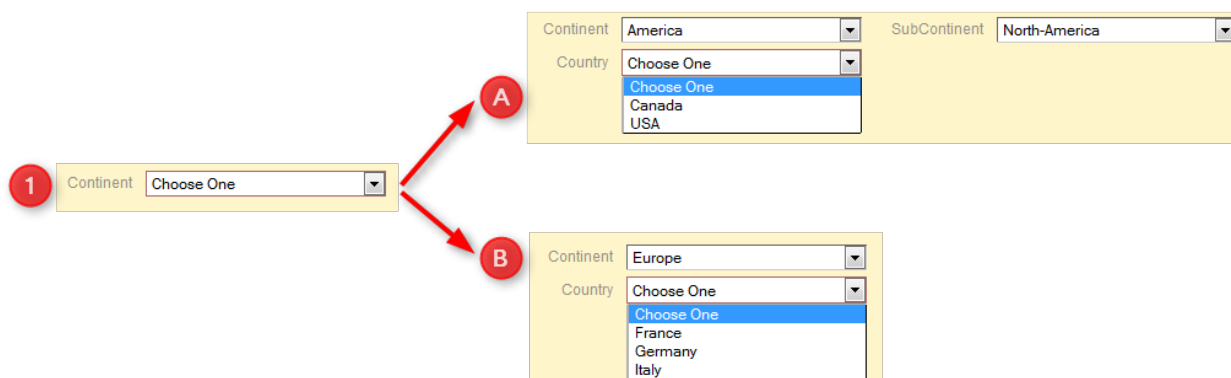 Continent America SubContinent North-America
Country Choose One
Choose One
Canada
USA
A
1 Continent Choose One
B
Continent Europe
Country Choose One
Choose One
France
Germany
Italy